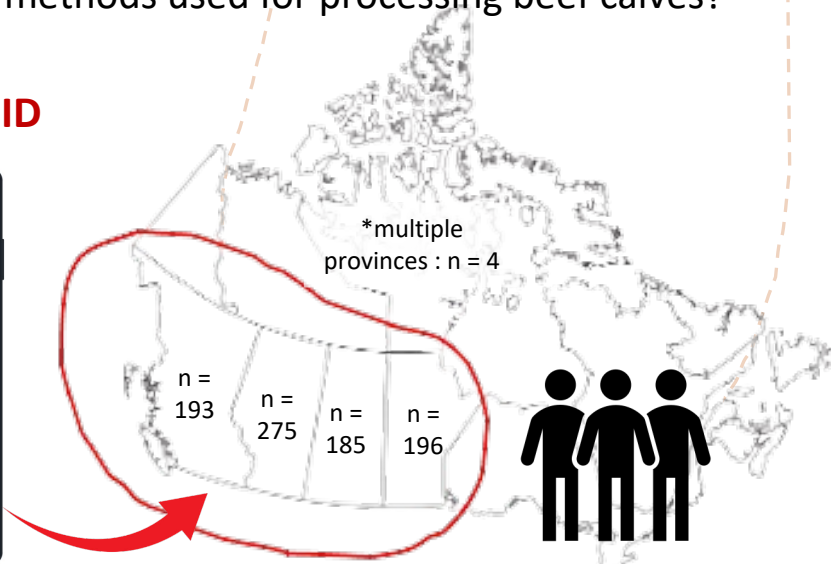 methods used for processing beef calves?
ID
*multiple
provinces : n = 4
n =
193
n =
275
n =
185
n =
196